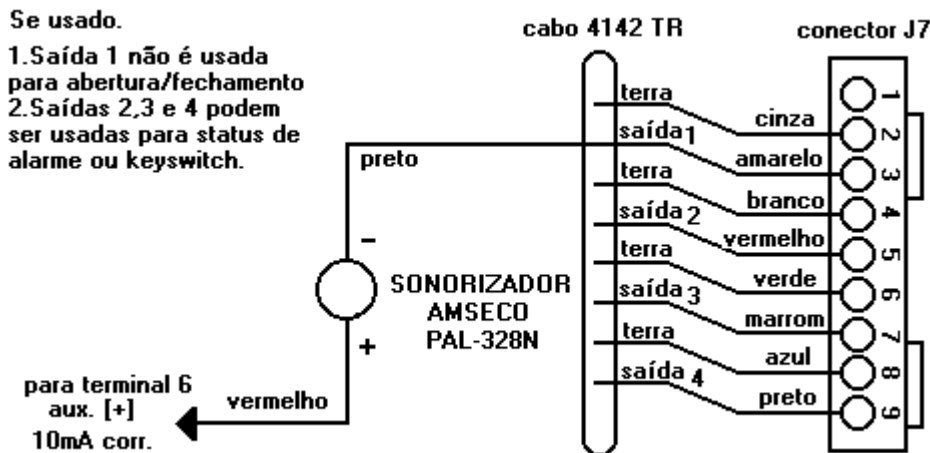 Se usado.
1.Saída 1 não é usada
para abertura/fechamento
2.Saídas 2,3 e 4 podem
ser usadas para status de
alarme ou keyswitch.
cabo 4142 TR
conector J7
terra
saída 1
terra
saída 2
terra
saída 3
terra
saída 4
cinza
amarelo
branco
vermelho
verde
marrom
azul
preto
1
2
3
4
5
6
7
8
9
preto
-
SONORIZADOR
AMSECO
PAL-328N
+
para terminal 6
aux. [+]
10mA corr.
vermelho